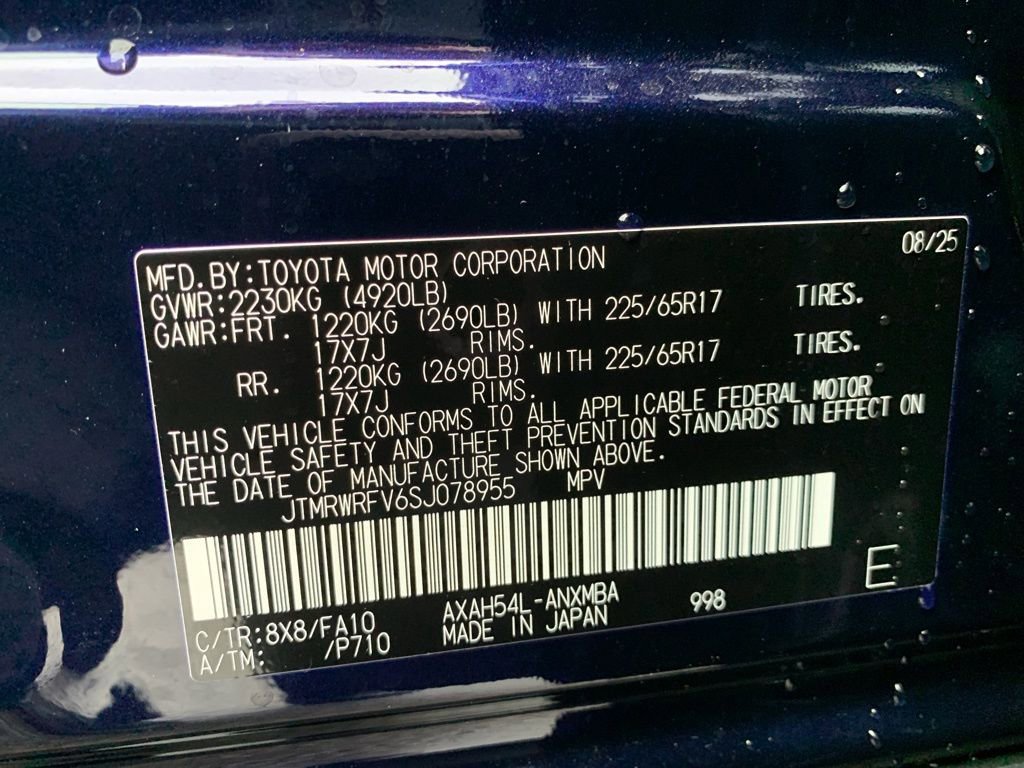 08/25
MFD. BY: TOYOTA MOTOR CORPORATION
GVWR: 2230KG (4920LB)
GAWR: FRT. 1220KG (2690LB) WITH 225/65R17 TIRES.
17X7J RIMS.
RR. 1220KG (2690LB) WITH 225/65R17 TIRES.
17X7J RIMS.
THIS VEHICLE CONFORMS TO ALL APPLICABLE FEDERAL MOTOR
VEHICLE SAFETY AND THEFT PREVENTION STANDARDS IN EFFECT ON
THE DATE OF MANUFACTURE SHOWN ABOVE.
JTMRWRFV6SJ078955 MPV
E
C/TR: 8X8/FA10 AXAH54L-ANXMBA 998
A/TM: /P710 MADE IN JAPAN